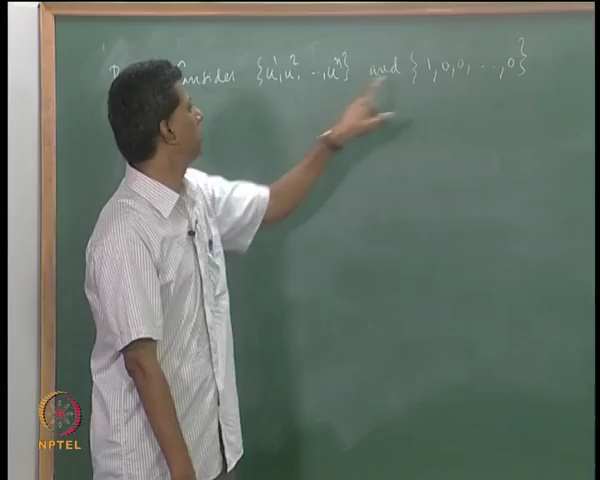 Consider {u¹, u², ..., uⁿ} and {1, 0, 0, ..., 0}
NPTEL